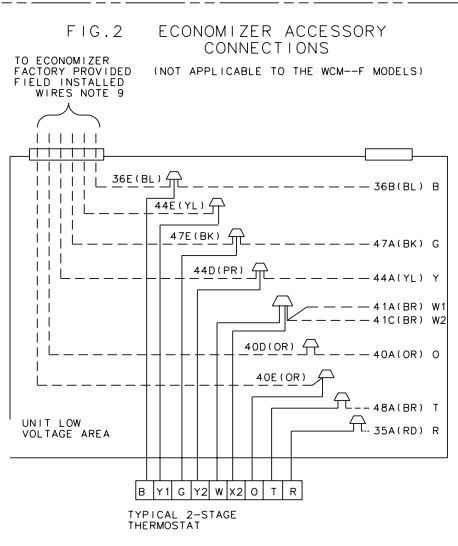 FIG.2 ECONOMIZER ACCESSORY
CONNECTIONS
TO ECONOMIZER
FACTORY PROVIDED
FIELD INSTALLED
WIRES NOTE 9
(NOT APPLICABLE TO THE WCM--F MODELS)
36E(BL)
36B(BL) B
44E(YL)
47E(BK)
47A(BK) G
44D(PR)
44A(YL) Y
41A(BR) W1
41C(BR) W2
40D(OR)
40A(OR) O
40E(OR)
48A(BR) T
35A(RD) R
UNIT LOW
VOLTAGE AREA
B Y1 G Y2 W X2 O T R
TYPICAL 2-STAGE
THERMOSTAT